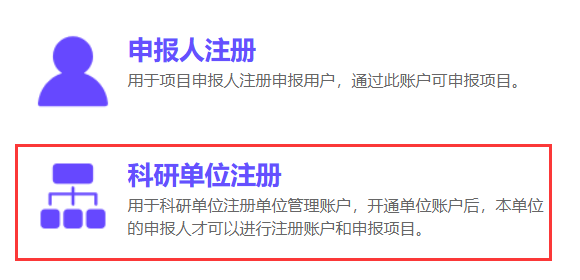 申报人注册
用于项目申报人注册申报用户，通过此账户可申报项目。
科研单位注册
用于科研单位注册单位管理账户，开通单位账户后，本单位
的申报人才可以进行注册账户和申报项目。